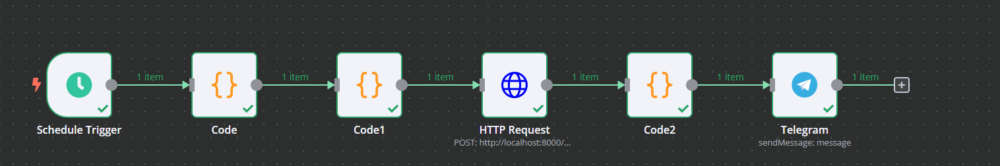 1 item
1 item
1 item
1 item
1 item
1 item
Schedule Trigger
Code
Code1
HTTP Request
Code2
Telegram
POST: http://localhost:8000/...
sendMessage: message